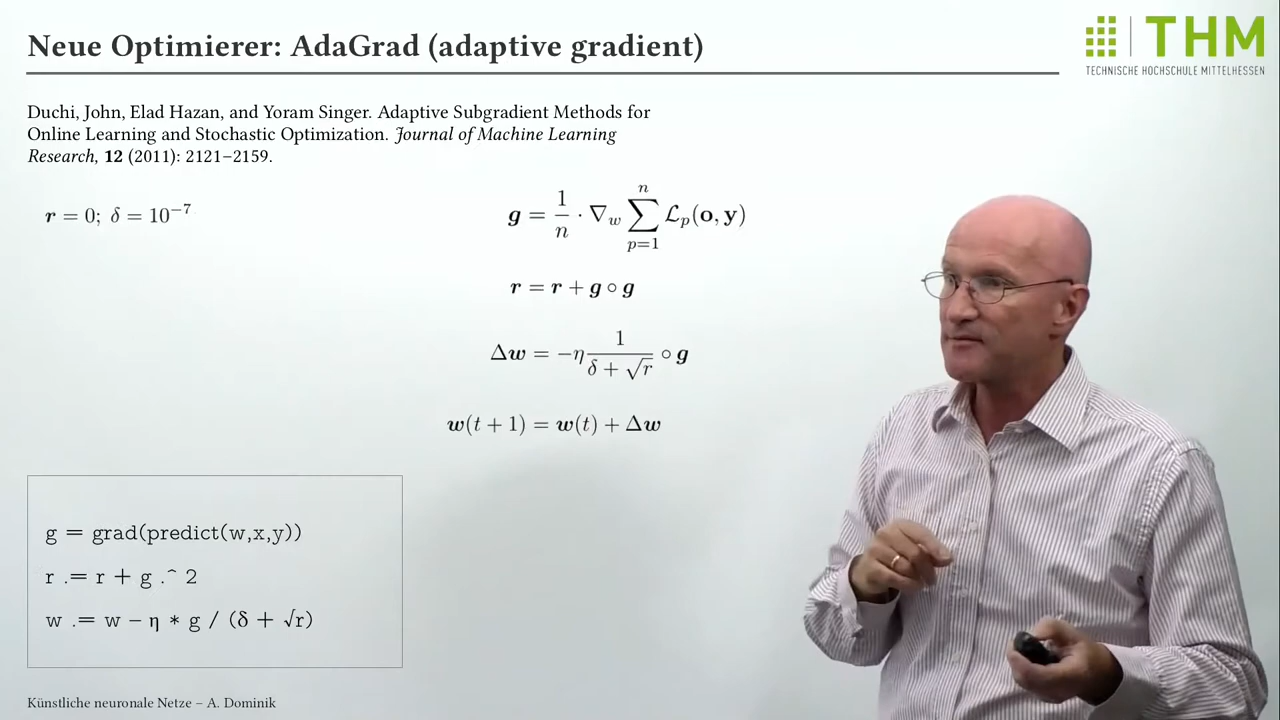 Neue Optimierer: AdaGrad (adaptive gradient)
THM
TECHNISCHE HOCHSCHULE MITTELHESSEN
Duchi, John, Elad Hazan, and Yoram Singer. Adaptive Subgradient Methods for
Online Learning and Stochastic Optimization. Journal of Machine Learning
Research, 12 (2011): 2121–2159.
r = 0; δ = 10⁻⁷
g = 1/n · ∇_w ∑_{p=1}^{n} ℒ_p(o, y)
r = r + g ∘ g
Δw = −η 1/(δ + √r) ∘ g
w(t + 1) = w(t) + Δw
g = grad(predict(w,x,y))
r .= r + g .^ 2
w .= w − η * g / (δ + √r)
Künstliche neuronale Netze – A. Dominik